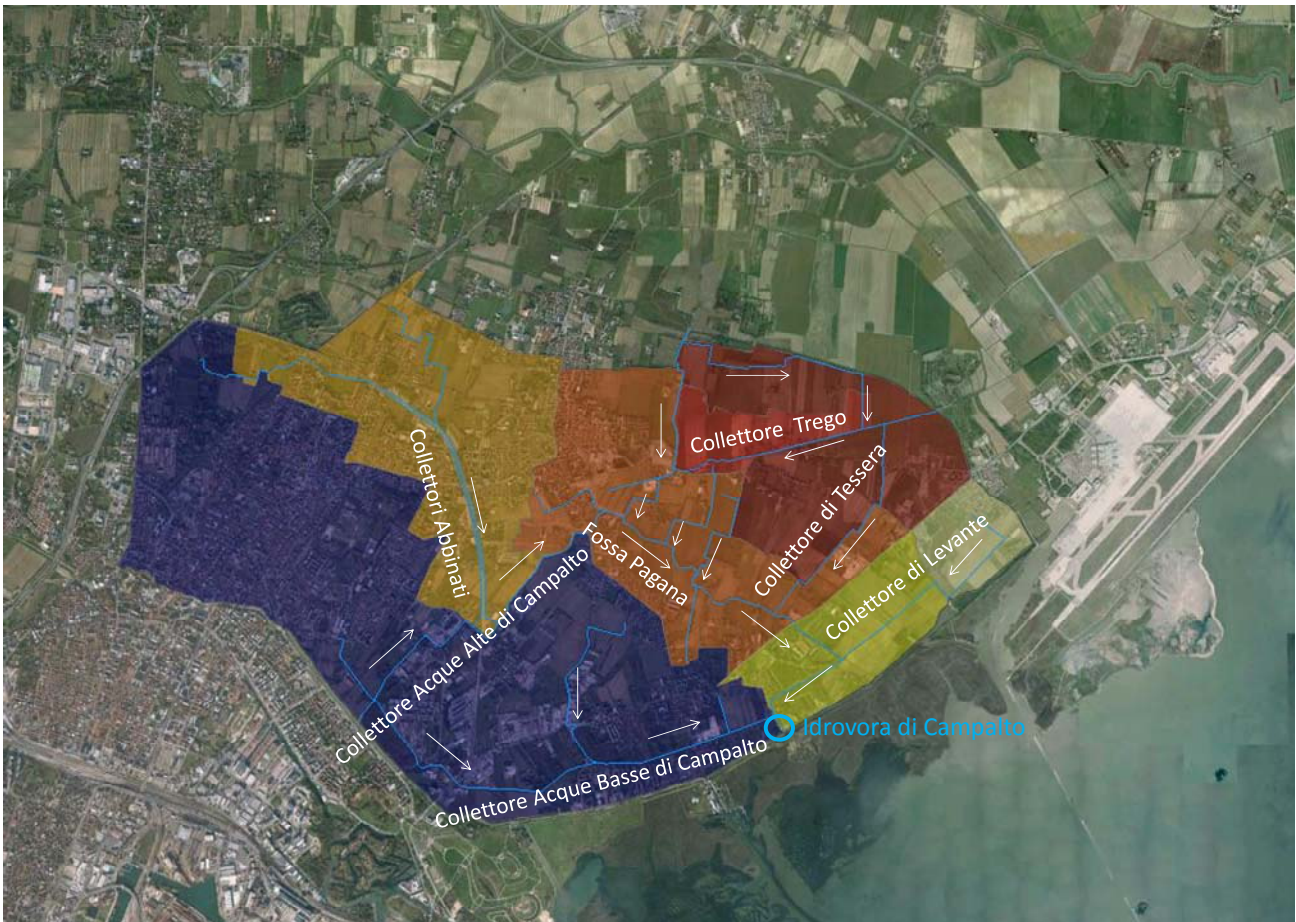 Collettore Trego
Collettori Abbinati
Collettore di Tessera
Fossa Pagana
Collettore di Levante
Collettore Acque Alte di Campalto
Idrovora di Campalto
Collettore Acque Basse di Campalto